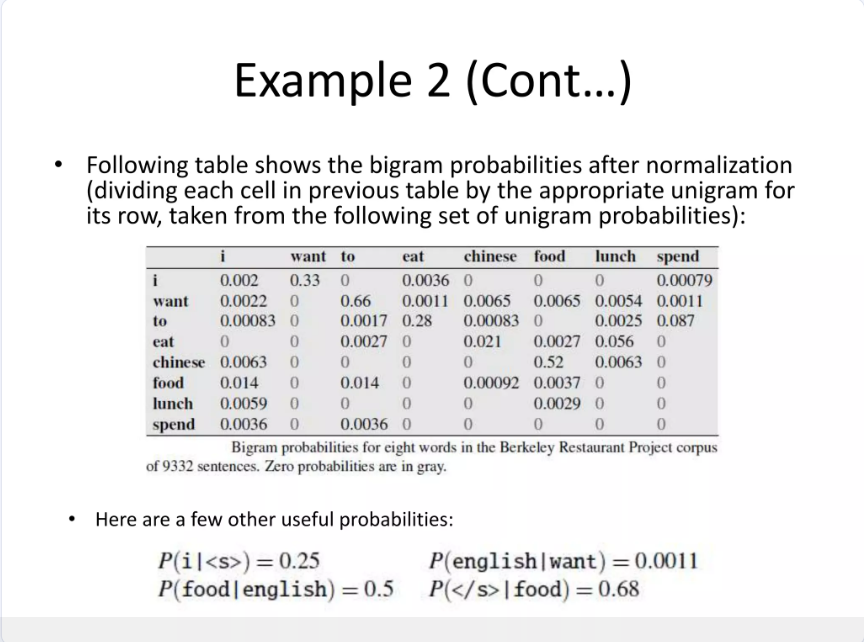 Example 2 (Cont…)
• Following table shows the bigram probabilities after normalization
(dividing each cell in previous table by the appropriate unigram for
its row, taken from the following set of unigram probabilities):
i want to eat chinese food lunch spend
i 0.002 0.33 0 0.0036 0 0 0 0.00079
want 0.0022 0 0.66 0.0011 0.0065 0.0065 0.0054 0.0011
to 0.00083 0 0.0017 0.28 0.00083 0 0.0025 0.087
eat 0 0 0.0027 0 0.021 0.0027 0.056 0
chinese 0.0063 0 0 0 0 0.52 0.0063 0
food 0.014 0 0.014 0 0.00092 0.0037 0 0
lunch 0.0059 0 0 0 0 0.0029 0 0
spend 0.0036 0 0.0036 0 0 0 0 0
Bigram probabilities for eight words in the Berkeley Restaurant Project corpus
of 9332 sentences. Zero probabilities are in gray.
• Here are a few other useful probabilities:
P(i|<s>) = 0.25 P(english|want) = 0.0011
P(food|english) = 0.5 P(</s>|food) = 0.68